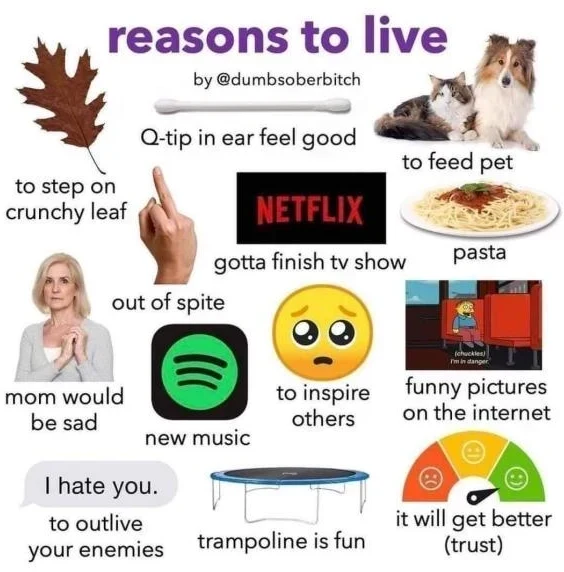 reasons to live
by @dumbsoberbitch
Q-tip in ear feel good
to feed pet
to step on
crunchy leaf
NETFLIX
gotta finish tv show
pasta
out of spite
mom would
be sad
new music
to inspire
others
(chuckles)
I'm in danger.
funny pictures
on the internet
I hate you.
to outlive
your enemies
trampoline is fun
it will get better
(trust)